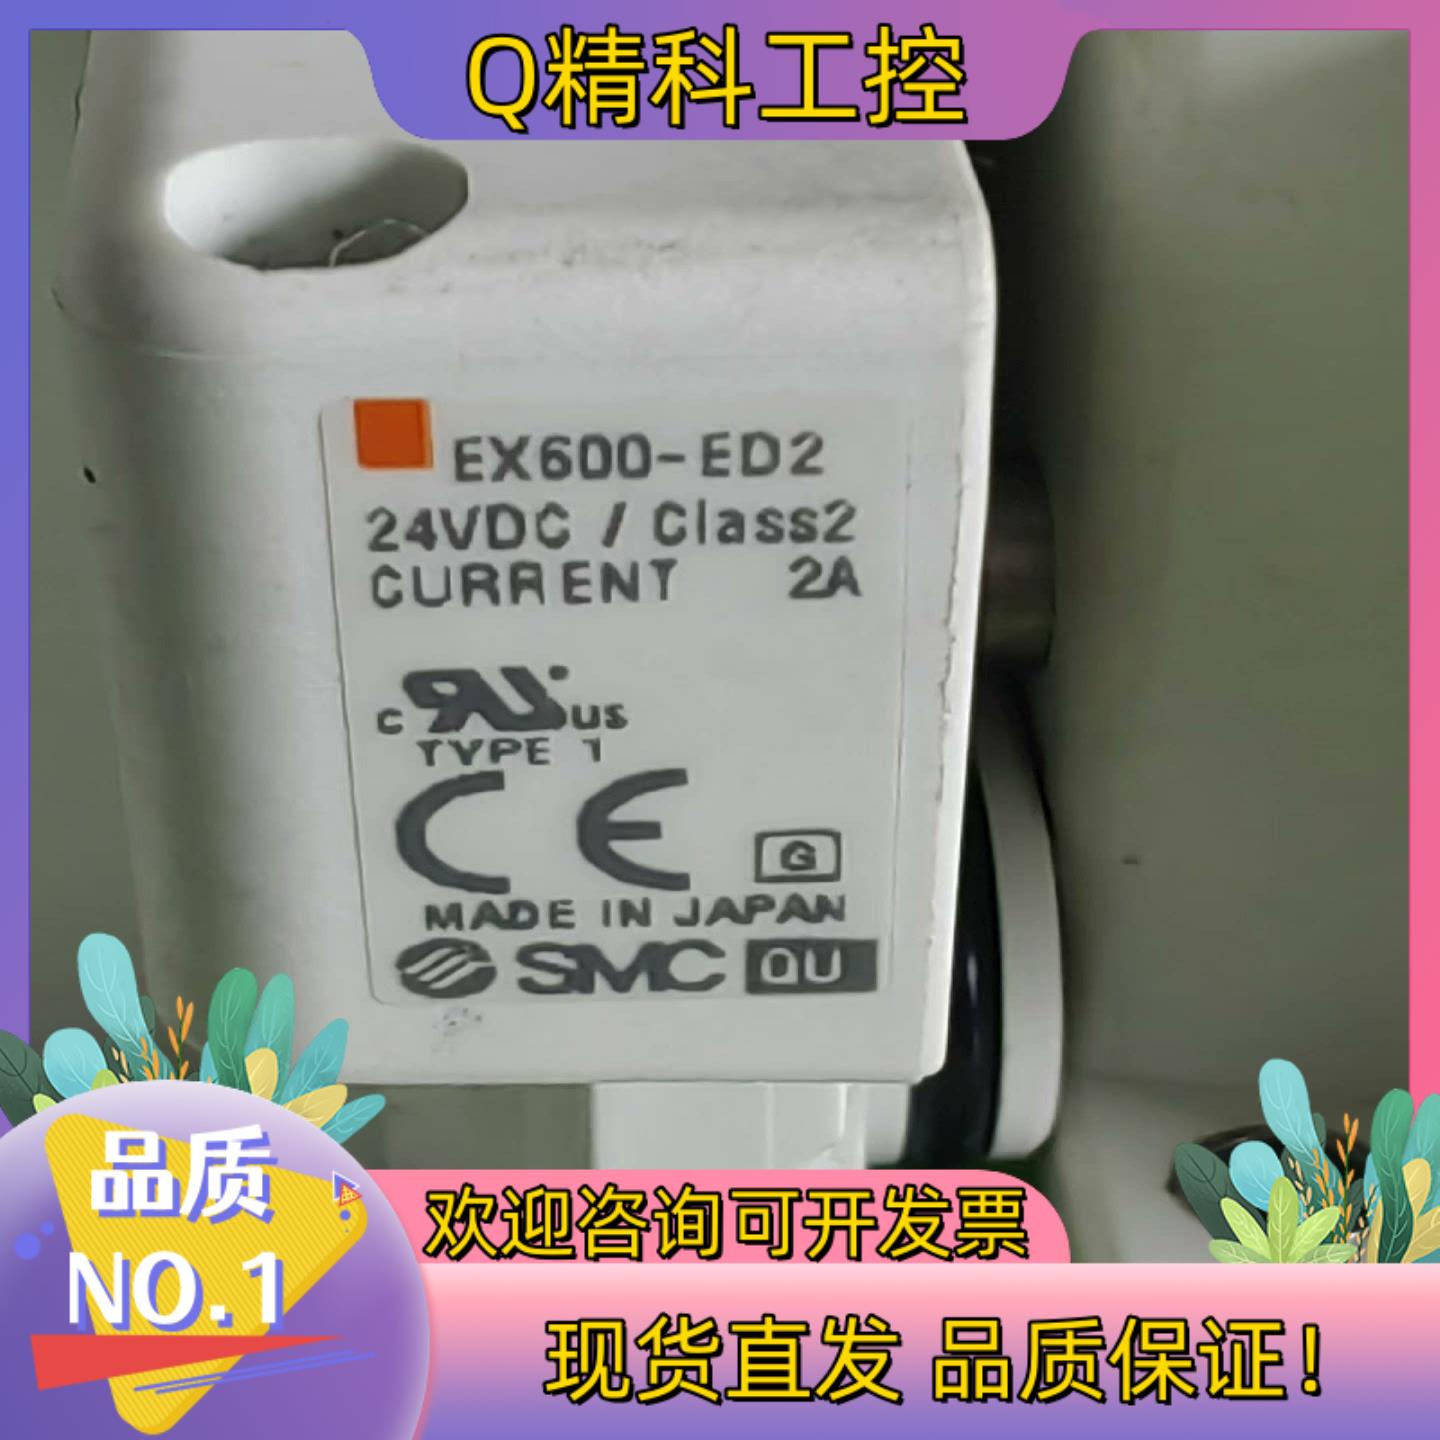 Q精科工控
EX600-ED2
24VDC / Class2
CURRENT 2A
c RU us
TYPE 1
CE
G
MADE IN JAPAN
SMC QU
品质
NO.1
欢迎咨询可开发票
现货直发 品质保证!